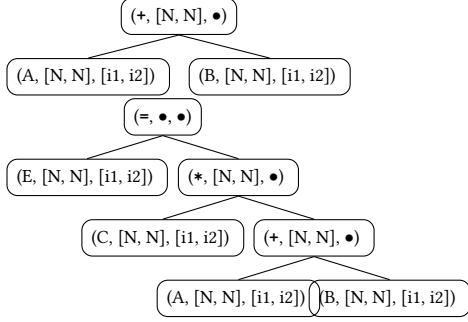 (+, [N, N], •)
(A, [N, N], [i1, i2]) (B, [N, N], [i1, i2])
(=, •, •)
(E, [N, N], [i1, i2]) (*, [N, N], •)
(C, [N, N], [i1, i2]) (+, [N, N], •)
(A, [N, N], [i1, i2]) (B, [N, N], [i1, i2])